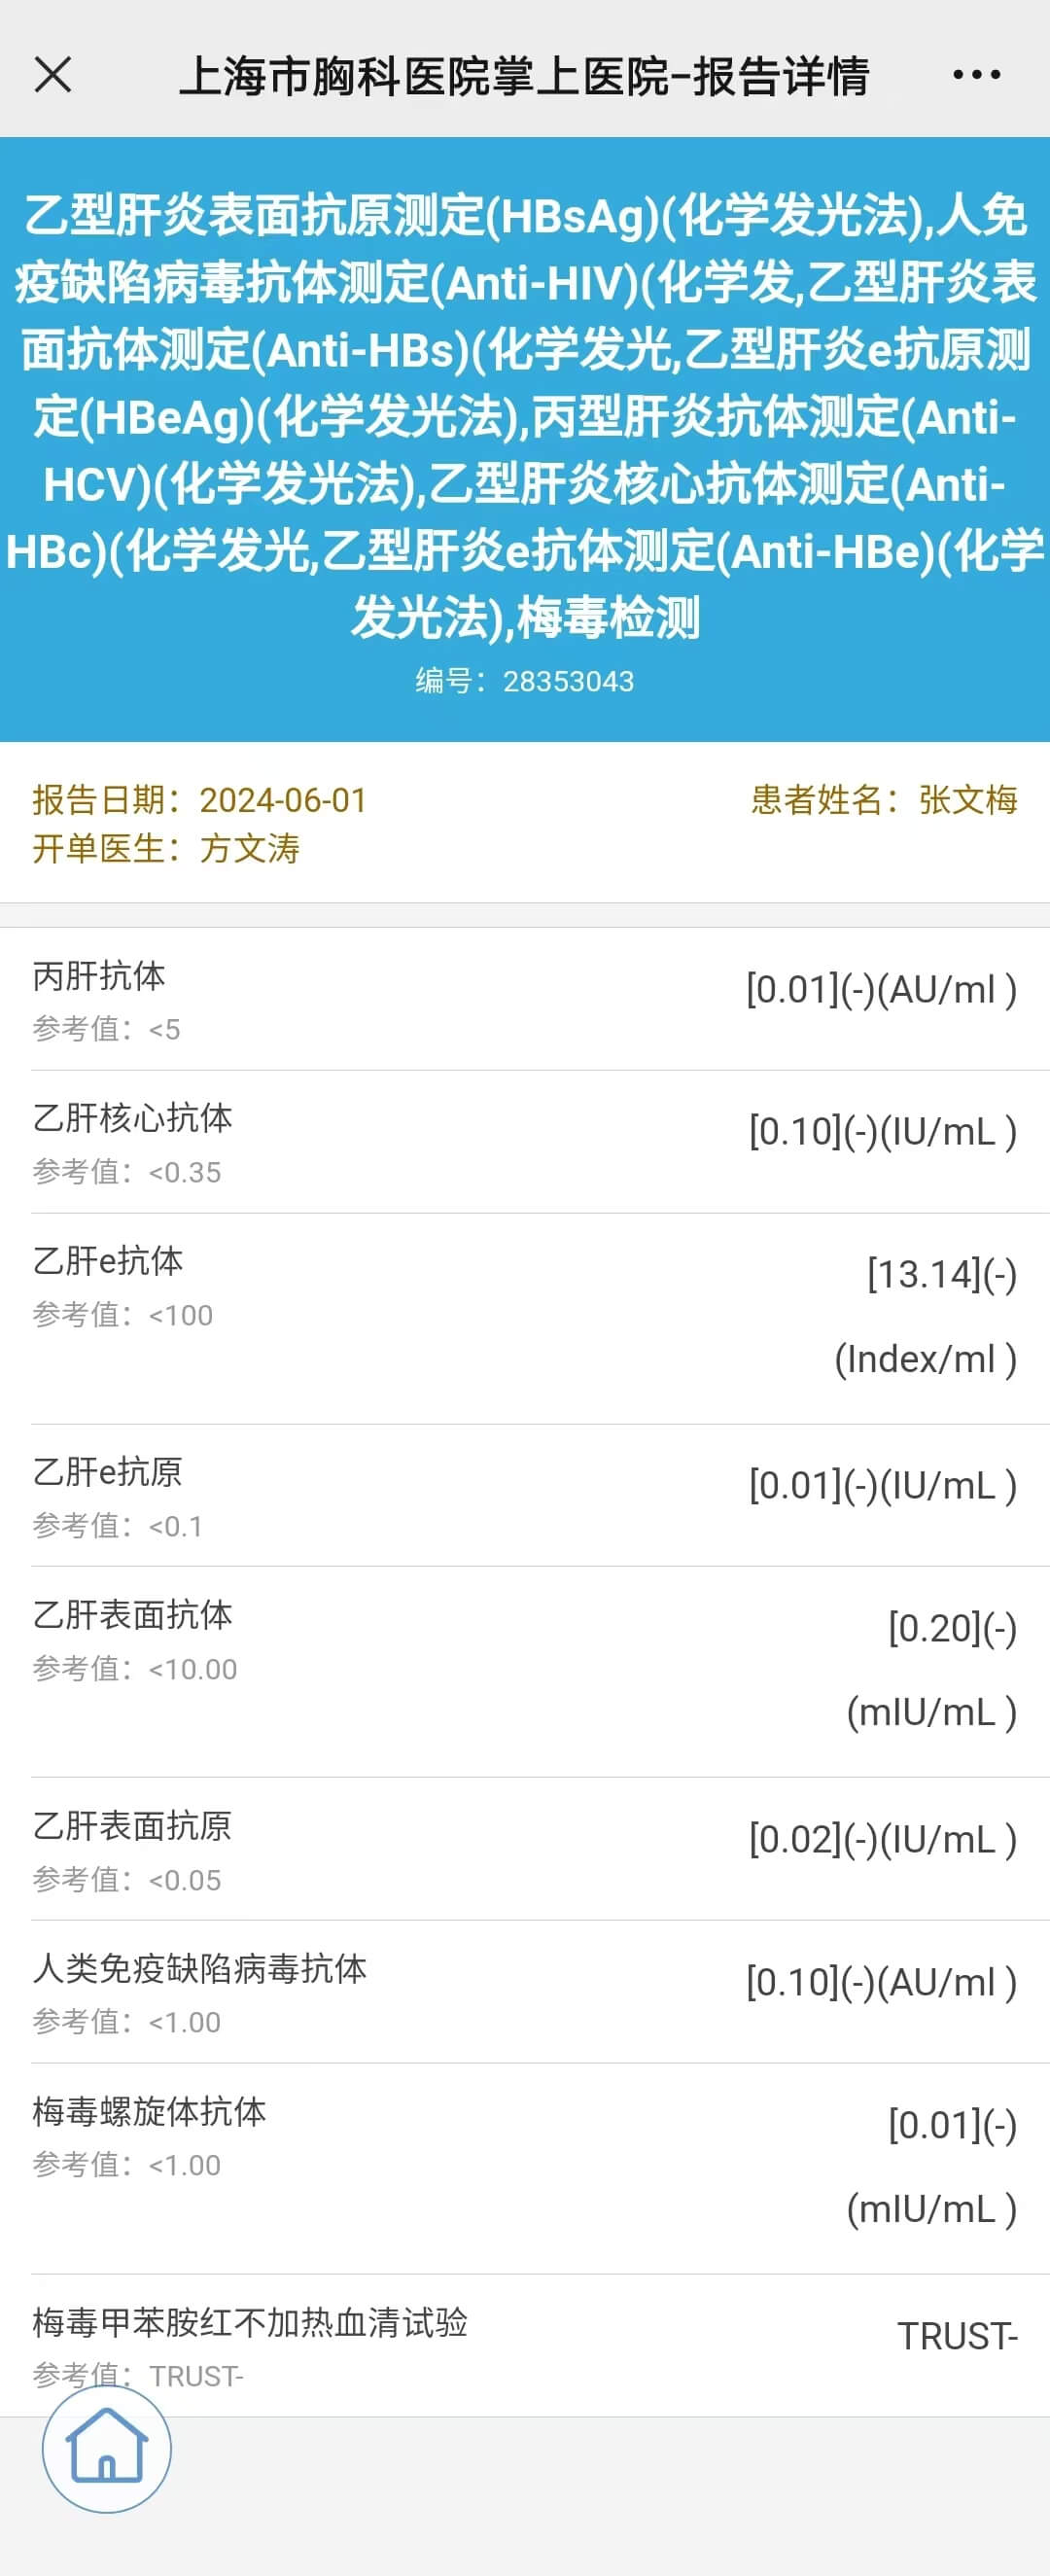 上海市胸科医院掌上医院-报告详情
乙型肝炎表面抗原测定(HBsAg)(化学发光法),人免
疫缺陷病毒抗体测定(Anti-HIV)(化学发,乙型肝炎表
面抗体测定(Anti-HBs)(化学发光,乙型肝炎e抗原测
定(HBeAg)(化学发光法),丙型肝炎抗体测定(Anti-
HCV)(化学发光法),乙型肝炎核心抗体测定(Anti-
HBc)(化学发光,乙型肝炎e抗体测定(Anti-HBe)(化学
发光法),梅毒检测
编号：28353043
报告日期：2024-06-01 患者姓名：张文梅
开单医生：方文涛
丙肝抗体 [0.01](-)(AU/ml )
参考值：<5
乙肝核心抗体 [0.10](-)(IU/mL )
参考值：<0.35
乙肝e抗体 [13.14](-)
参考值：<100
(Index/ml )
乙肝e抗原 [0.01](-)(IU/mL )
参考值：<0.1
乙肝表面抗体 [0.20](-)
参考值：<10.00
(mIU/mL )
乙肝表面抗原 [0.02](-)(IU/mL )
参考值：<0.05
人类免疫缺陷病毒抗体 [0.10](-)(AU/ml )
参考值：<1.00
梅毒螺旋体抗体 [0.01](-)
参考值：<1.00
(mIU/mL )
梅毒甲苯胺红不加热血清试验 TRUST-
参考值：TRUST-